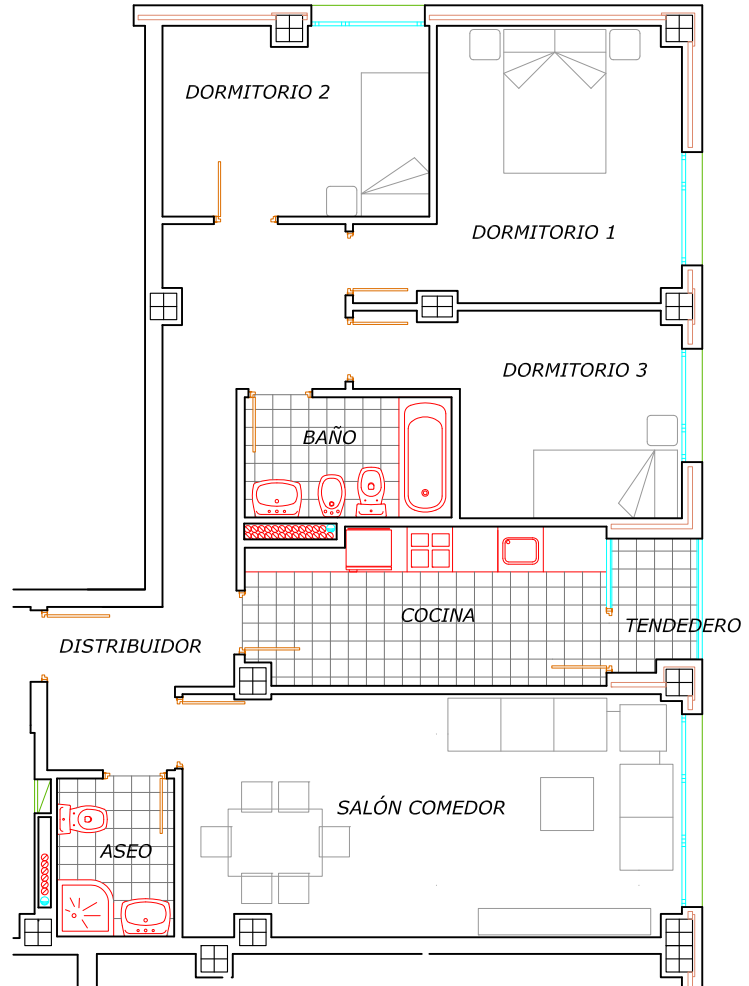 DORMITORIO 2
DORMITORIO 1
DORMITORIO 3
BAÑO
COCINA
TENDEDERO
DISTRIBUIDOR
SALÓN COMEDOR
ASEO